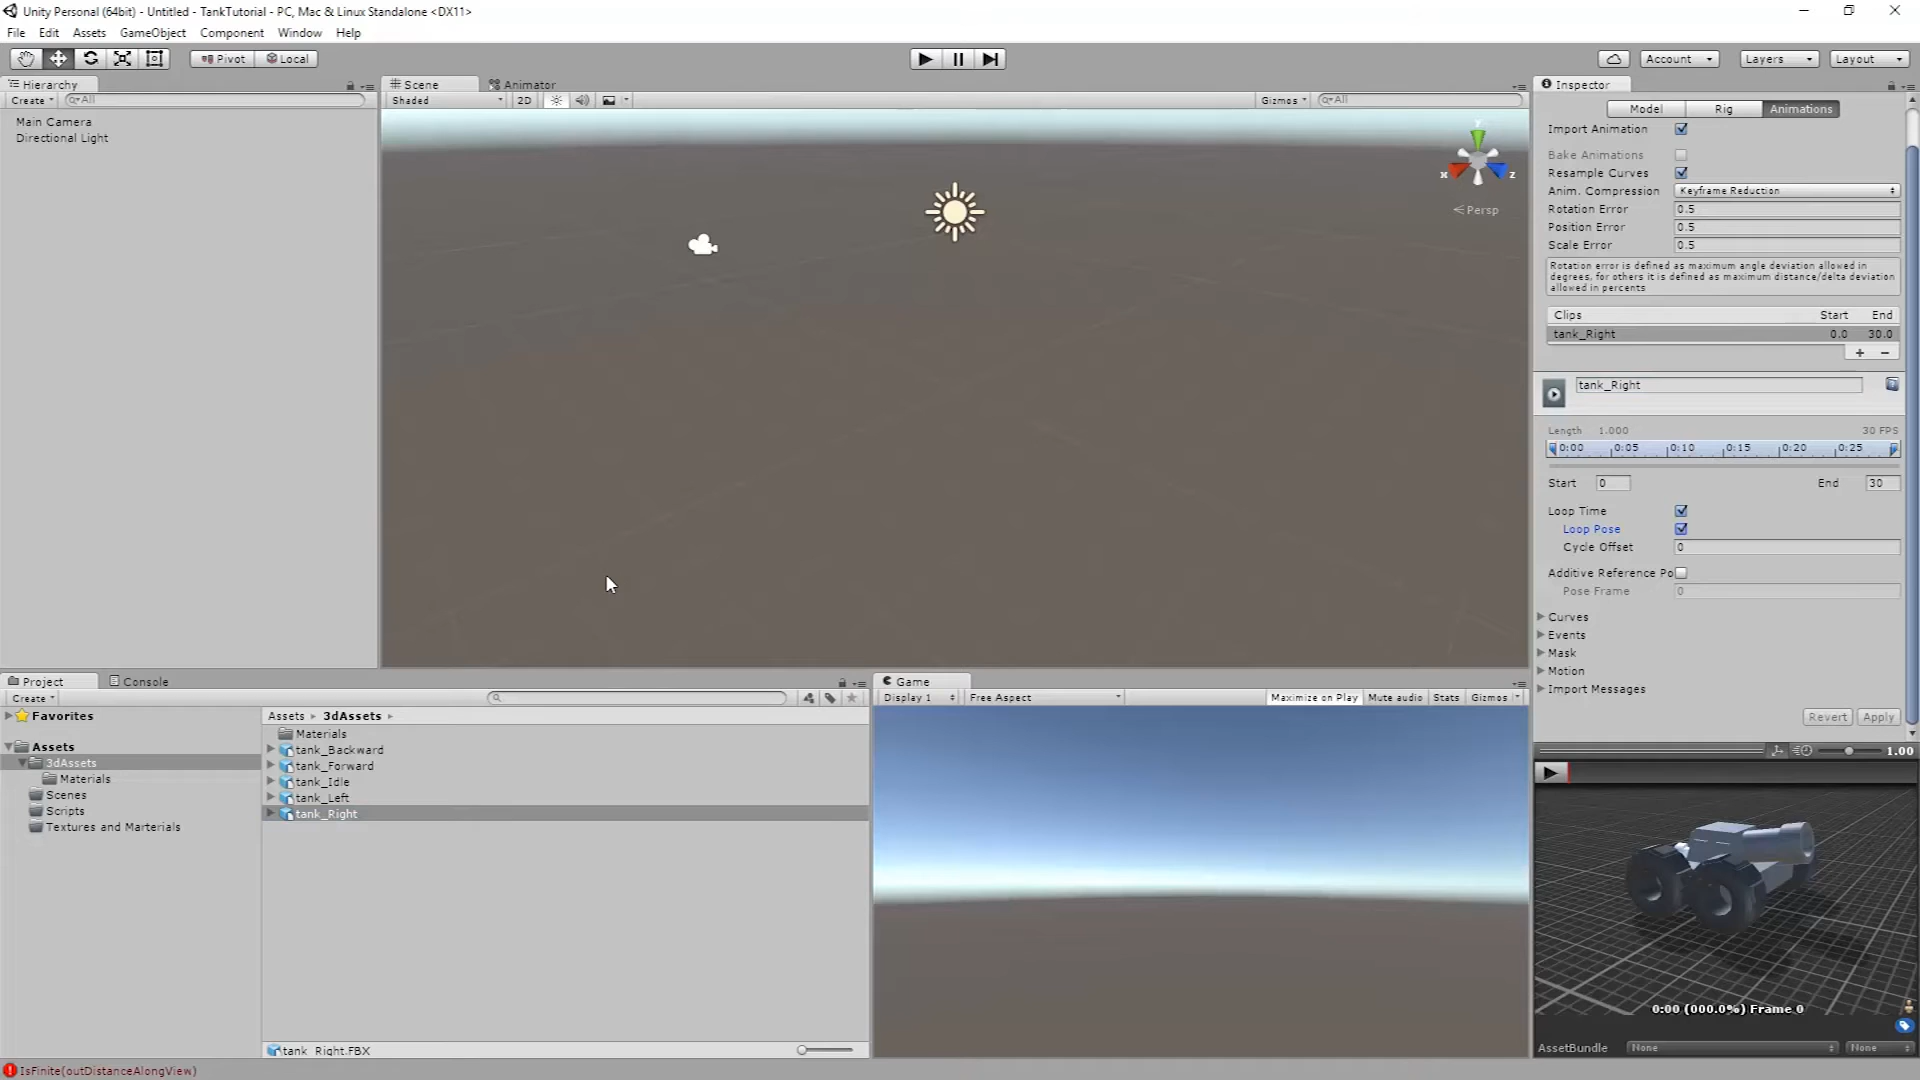 Unity Personal (64bit) - Untitled - TankTutorial - PC, Mac & Linux Standalone <DX11>
File Edit Assets GameObject Component Window Help
Pivot Local Account Layers Layout
Hierarchy
Create All
Main Camera
Directional Light
Scene Animator
Shaded 2D Gizmos All
y
x z
Persp
Inspector
Model Rig Animations
Import Animation
Bake Animations
Resample Curves
Anim. Compression Keyframe Reduction
Rotation Error 0.5
Position Error 0.5
Scale Error 0.5
Rotation error is defined as maximum angle deviation allowed in
degrees, for others it is defined as maximum distance/delta deviation
allowed in percents
Clips Start End
tank_Right 0.0 30.0
+ -
tank_Right
Length 1.000 30 FPS
0:00 0:05 0:10 0:15 0:20 0:25
Start 0 End 30
Loop Time
Loop Pose
Cycle Offset 0
Additive Reference Po
Pose Frame 0
Curves
Events
Mask
Motion
Import Messages
Revert Apply
1.00
0:00 (000.0%) Frame 0
AssetBundle None None
Project Console
Create
Favorites
Assets
3dAssets
Materials
Scenes
Scripts
Textures and Marterials
Assets 3dAssets
Materials
tank_Backward
tank_Forward
tank_Idle
tank_Left
tank_Right
tank_Right.FBX
Game
Display 1 Free Aspect Maximize on Play Mute audio Stats Gizmos
IsFinite(outDistanceAlongView)